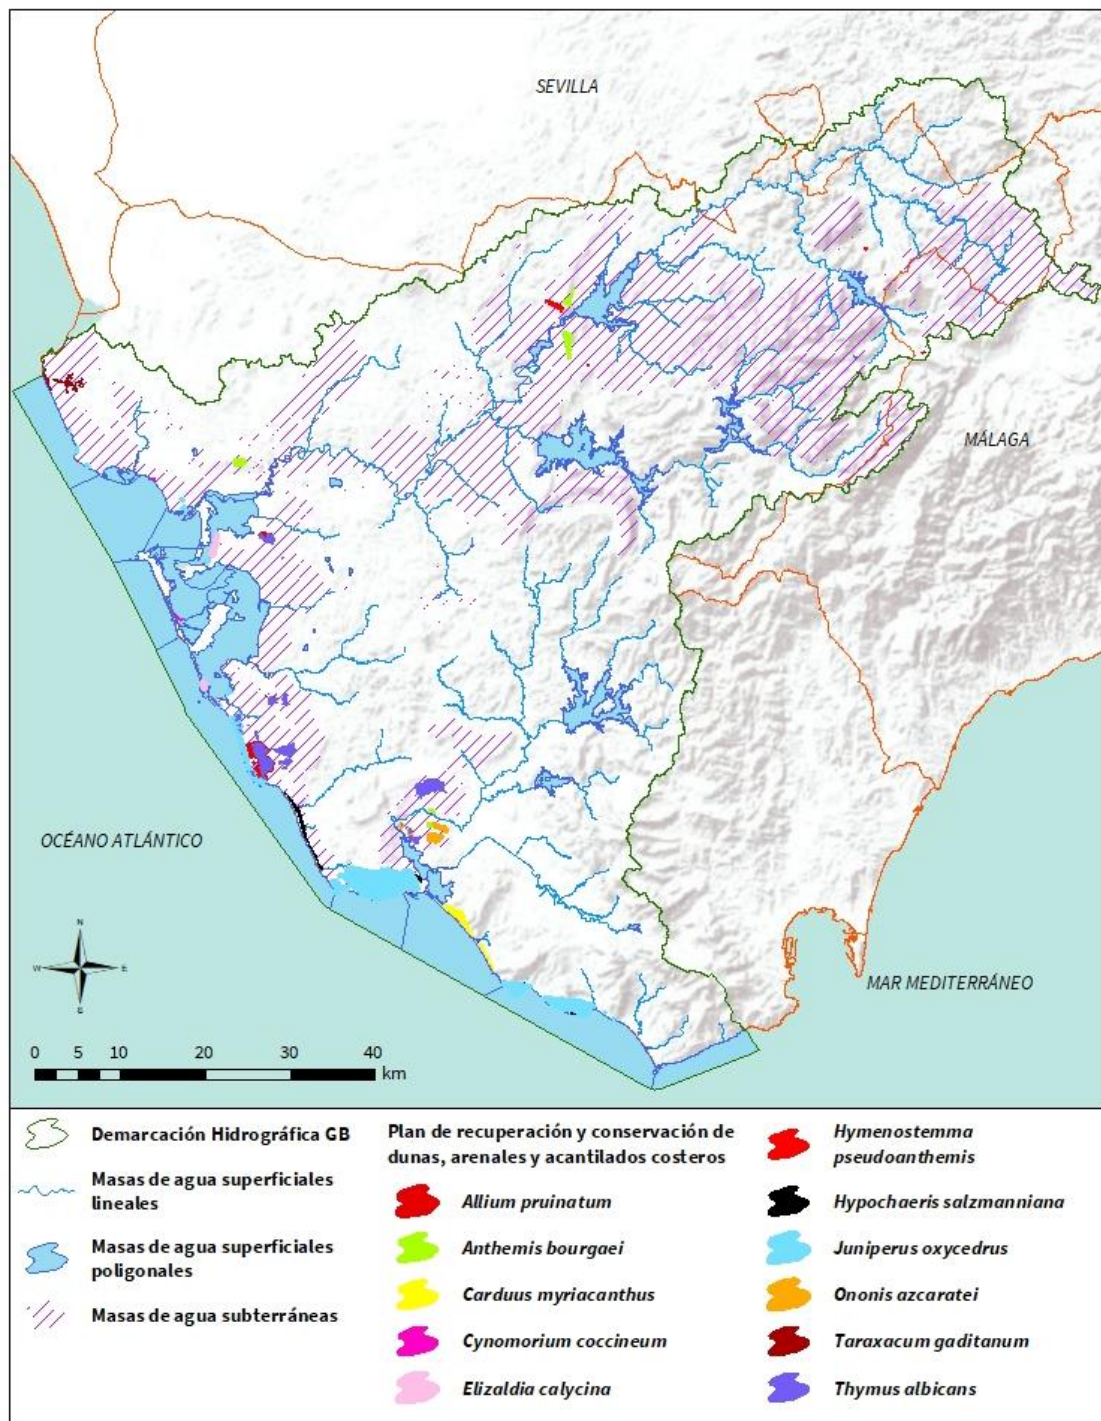 SEVILLA
MÁLAGA
OCÉANO ATLÁNTICO
MAR MEDITERRÁNEO
N
W
E
S
0 5 10 20 30 40
km
Demarcación Hidrográfica GB
Masas de agua superficiales
lineales
Masas de agua superficiales
poligonales
Masas de agua subterráneas
Plan de recuperación y conservación de
dunas, arenales y acantilados costeros
Allium pruinatum
Anthemis bourgaei
Carduus myriacanthus
Cynomorium coccineum
Elizaldia calycina
Hymenostemma
pseudoanthemis
Hypochaeris salzmanniana
Juniperus oxycedrus
Ononis azcaratei
Taraxacum gaditanum
Thymus albicans